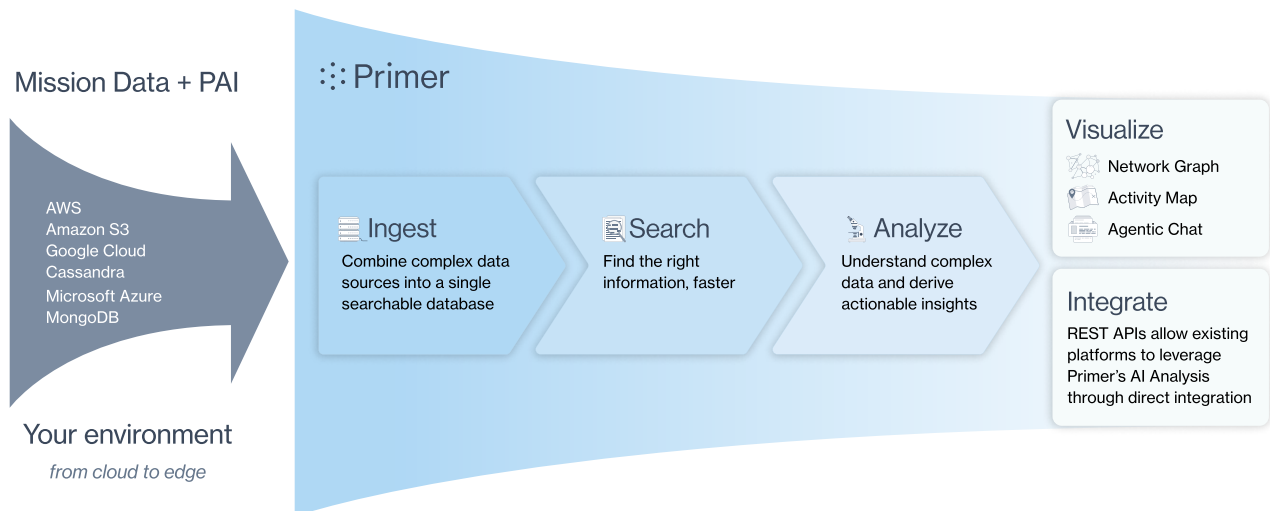 Mission Data + PAI
AWS
Amazon S3
Google Cloud
Cassandra
Microsoft Azure
MongoDB
Your environment
from cloud to edge
Primer
Ingest
Combine complex data
sources into a single
searchable database
Search
Find the right
information, faster
Analyze
Understand complex
data and derive
actionable insights
Visualize
Network Graph
Activity Map
Agentic Chat
Integrate
REST APIs allow existing
platforms to leverage
Primer’s AI Analysis
through direct integration